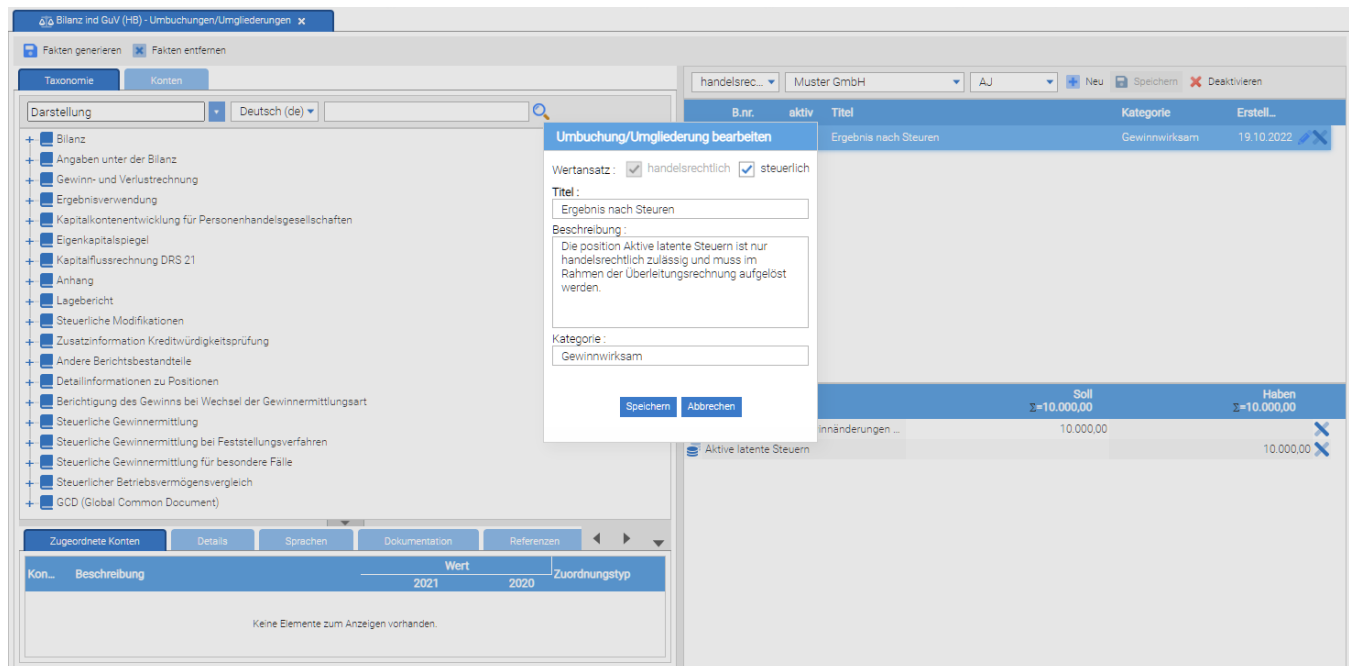 Bilanz ind GuV (HB) - Umbuchungen/Umgliederungen x
Fakten generieren Fakten entfernen
Taxonomie Konten
Darstellung Deutsch (de)
Bilanz
Angaben unter der Bilanz
Gewinn- und Verlustrechnung
Ergebnisverwendung
Kapitalkontenentwicklung für Personenhandelsgesellschaften
Eigenkapitalspiegel
Kapitalflussrechnung DRS 21
Anhang
Lagebericht
Steuerliche Modifikationen
Zusatzinformation Kreditwürdigkeitsprüfung
Andere Berichtsbestandteile
Detailinformationen zu Positionen
Berichtigung des Gewinns bei Wechsel der Gewinnermittlungsart
Steuerliche Gewinnermittlung
Steuerliche Gewinnermittlung bei Feststellungsverfahren
Steuerliche Gewinnermittlung für besondere Fälle
Steuerlicher Betriebsvermögensvergleich
GCD (Global Common Document)
Zugeordnete Konten Details Sprachen Dokumentation Referenzen
Kon... Beschreibung Wert Zuordnungstyp
2021 2020
Keine Elemente zum Anzeigen vorhanden.
handelsrec... Muster GmbH AJ Neu Speichern Deaktivieren
B.nr. aktiv Titel Kategorie Erstell...
Ergebnis nach Steuren Gewinnwirksam 19.10.2022
Umbuchung/Umgliederung bearbeiten
Wertansatz : handelsrechtlich steuerlich
Titel :
Ergebnis nach Steuren
Beschreibung :
Die position Aktive latente Steuern ist nur
handelsrechtlich zulässig und muss im
Rahmen der Überleitungsrechnung aufgelöst
werden.
Kategorie :
Gewinnwirksam
Speichern Abbrechen
Soll Haben
Σ=10.000,00 Σ=10.000,00
innänderungen ... 10.000,00
Aktive latente Steuern 10.000,00